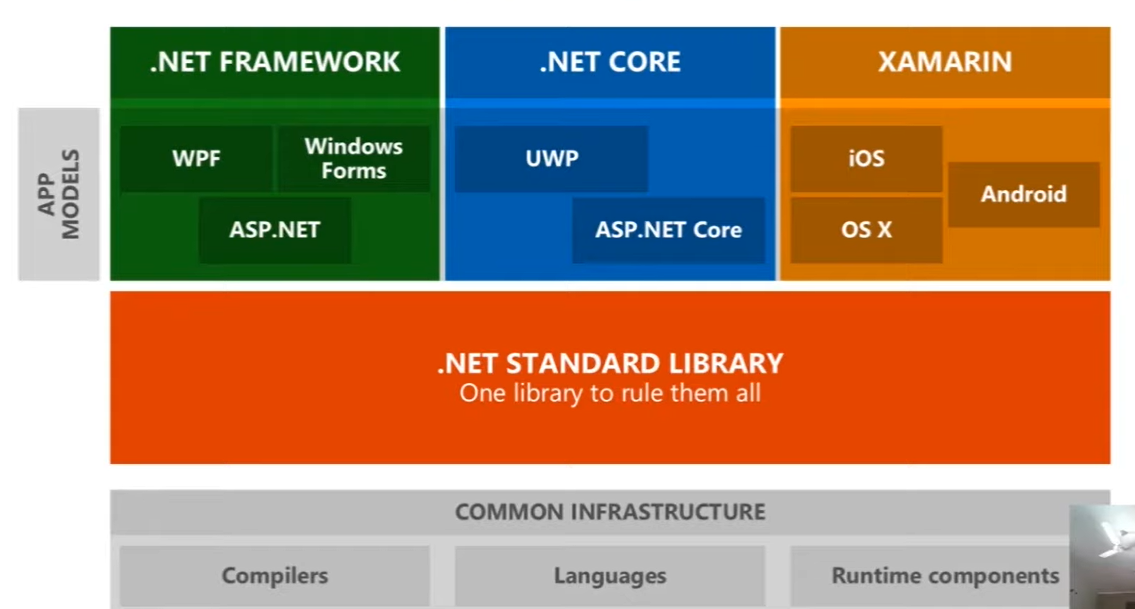 .NET FRAMEWORK
.NET CORE
XAMARIN
APP
MODELS
WPF
Windows
Forms
ASP.NET
UWP
ASP.NET Core
iOS
Android
OS X
.NET STANDARD LIBRARY
One library to rule them all
COMMON INFRASTRUCTURE
Compilers
Languages
Runtime components